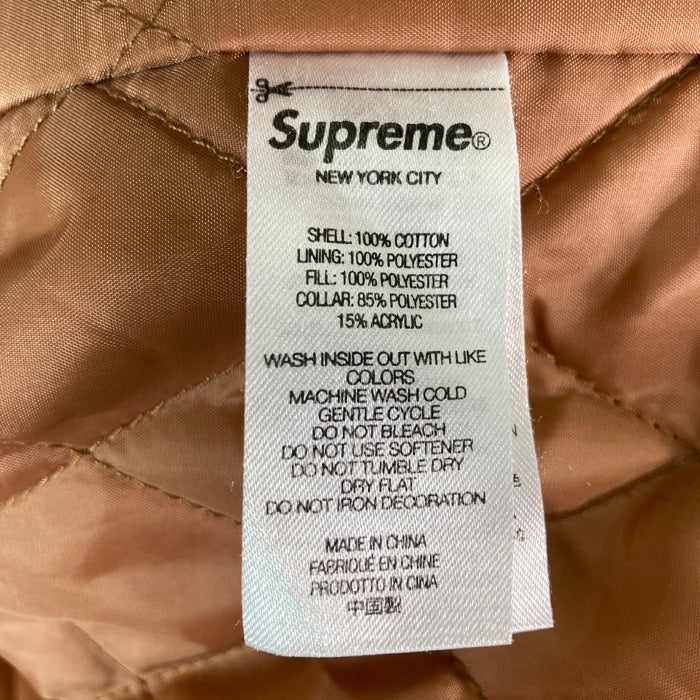 Supreme®
NEW YORK CITY
SHELL: 100% COTTON
LINING: 100% POLYESTER
FILL: 100% POLYESTER
COLLAR: 85% POLYESTER
15% ACRYLIC
WASH INSIDE OUT WITH LIKE
COLORS
MACHINE WASH COLD
GENTLE CYCLE
DO NOT BLEACH
DO NOT USE SOFTENER
DO NOT TUMBLE DRY
DRY FLAT
DO NOT IRON DECORATION
MADE IN CHINA
FABRIQUÉ EN CHINE
PRODOTTO IN CINA
中国製